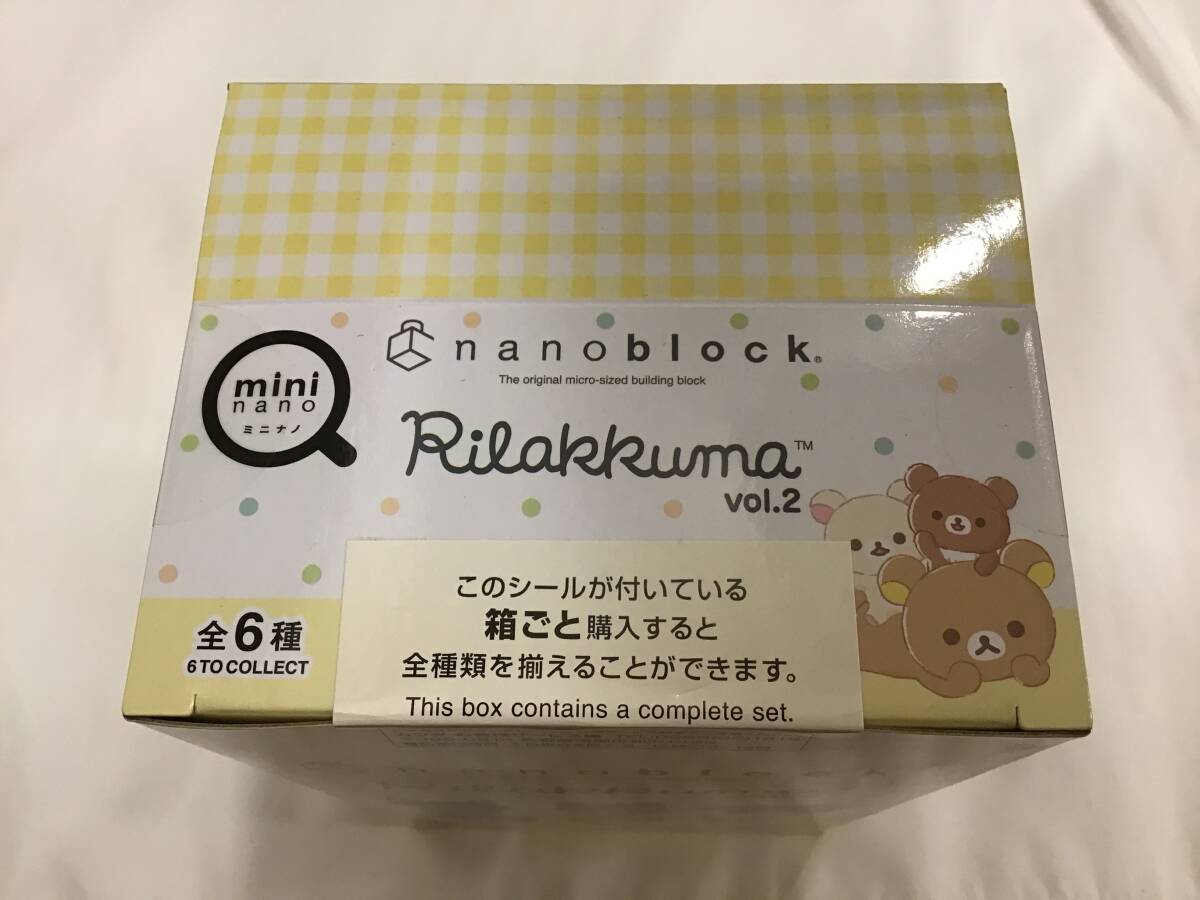 mini
nano
ミニナノ
nanoblock®
The original micro-sized building block
Rilakkuma™
vol.2
全6種
6 TO COLLECT
このシールが付いている
箱ごと購入すると
全種類を揃えることができます。
This box contains a complete set.